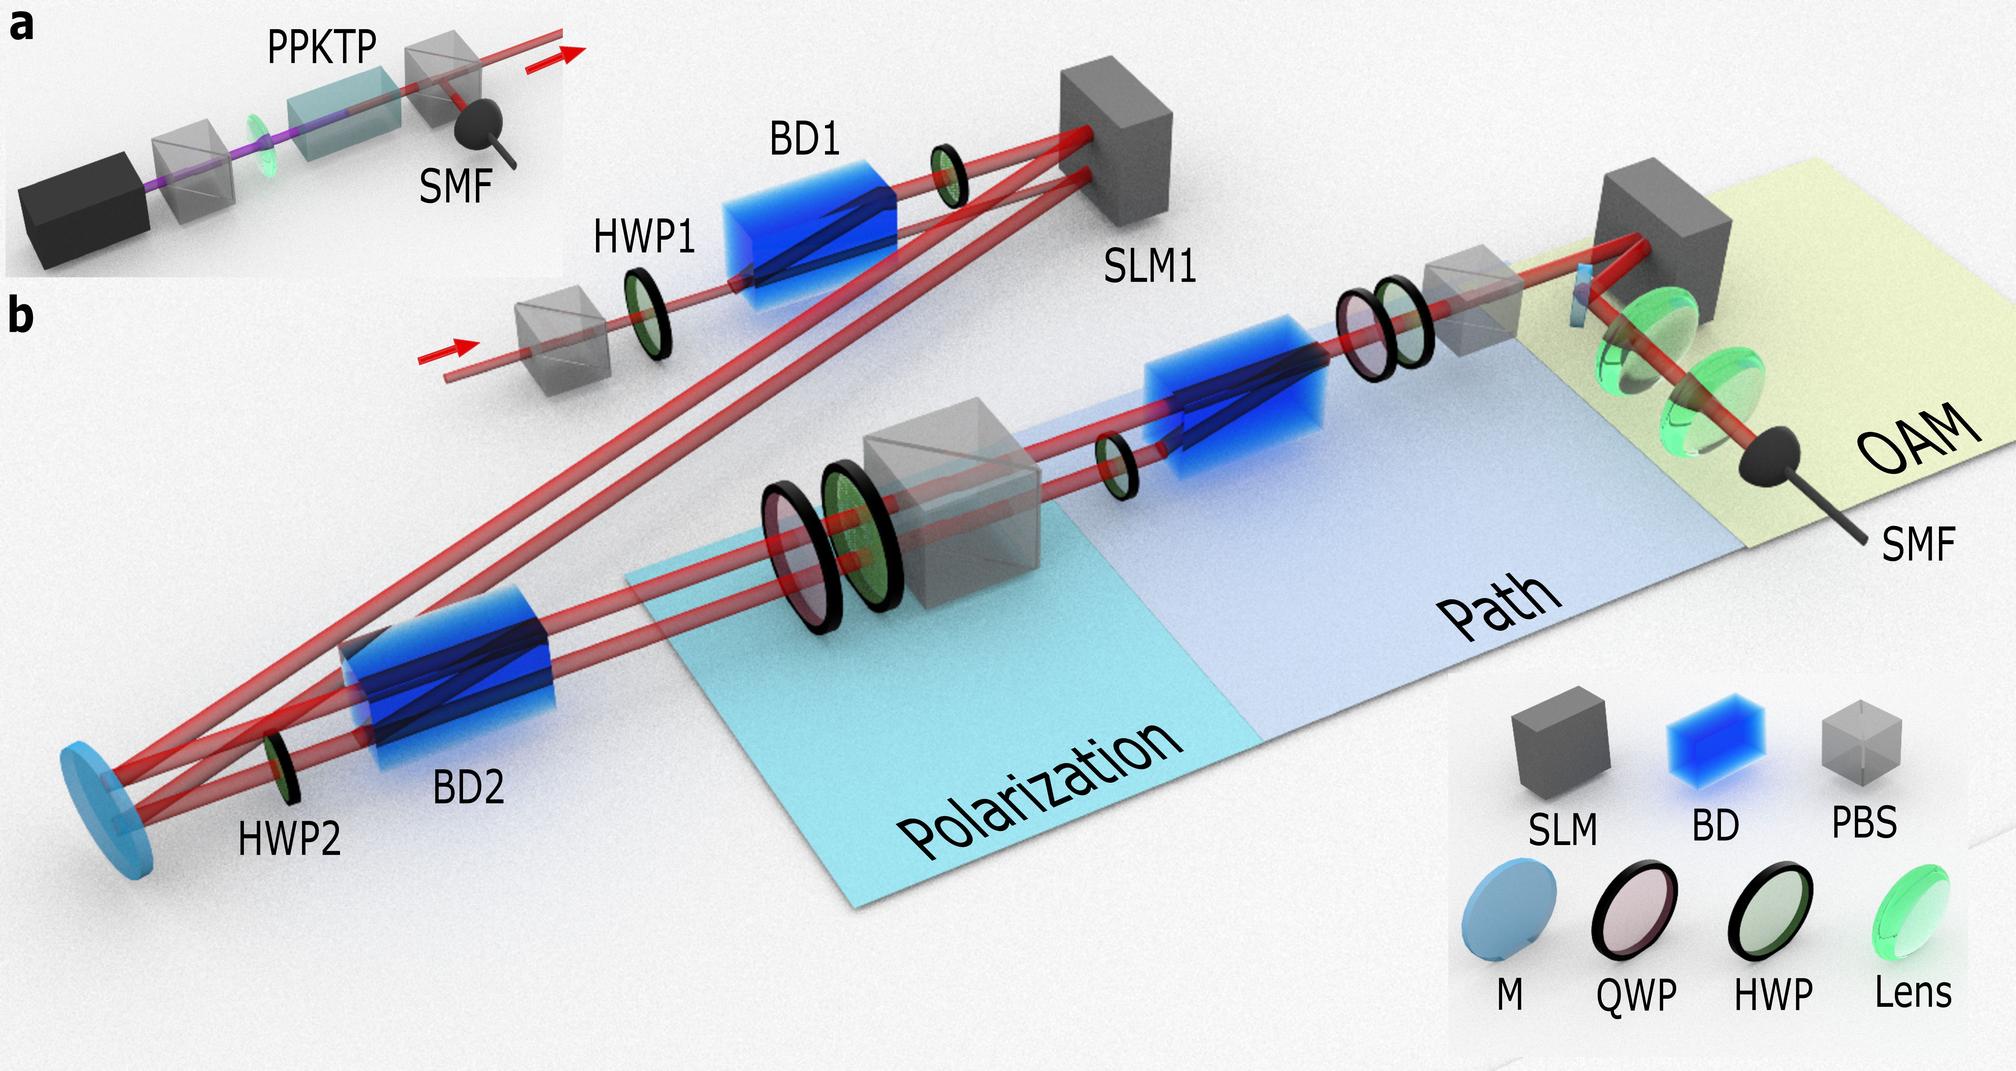 a
PPKTP
SMF
b
HWP1
BD1
SLM1
HWP2
BD2
Polarization
Path
OAM
SMF
SLM BD PBS
M QWP HWP Lens